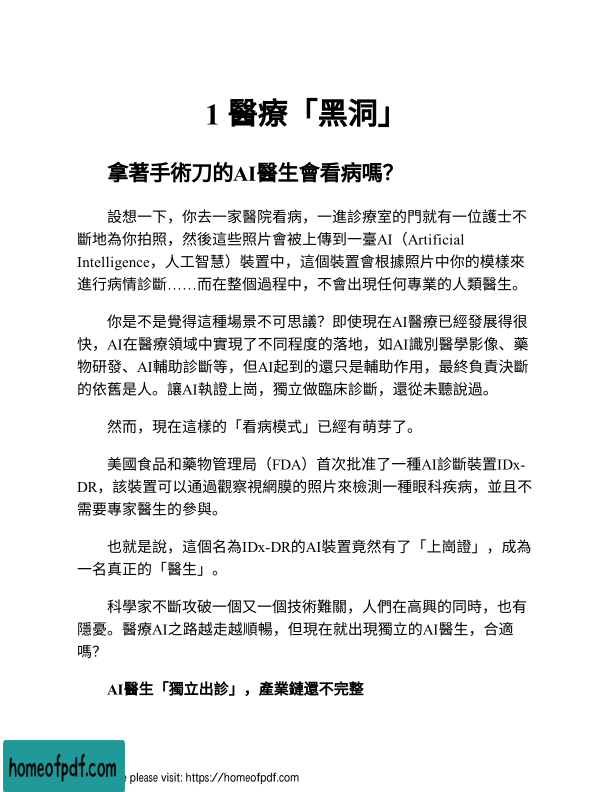 1 醫療「黑洞」
拿著手術刀的AI醫生會看病嗎?
設想一下，你去一家醫院看病，一進診療室的門就有一位護士不
斷地為你拍照，然後這些照片會被上傳到一臺AI（Artificial
Intelligence，人工智慧）裝置中，這個裝置會根據照片中你的模樣來
進行病情診斷……而在整個過程中，不會出現任何專業的人類醫生。
你是不是覺得這種場景不可思議？即使現在AI醫療已經發展得很
快，AI在醫療領域中實現了不同程度的落地，如AI識別醫學影像、藥
物研發、AI輔助診斷等，但AI起到的還只是輔助作用，最終負責決斷
的依舊是人。讓AI執證上崗，獨立做臨床診斷，還從未聽說過。
然而，現在這樣的「看病模式」已經有萌芽了。
美國食品和藥物管理局（FDA）首次批准了一種AI診斷裝置IDx-
DR，該裝置可以通過觀察視網膜的照片來檢測一種眼科疾病，並且不
需要專家醫生的參與。
也就是說，這個名為IDx-DR的AI裝置竟然有了「上崗證」，成為
一名真正的「醫生」。
科學家不斷攻破一個又一個技術難關，人們在高興的同時，也有
隱憂。醫療AI之路越走越順暢，但現在就出現獨立的AI醫生，合適
嗎？
AI醫生「獨立出診」，產業鏈還不完整
homeofpdf.com
e please visit: https://homeofpdf.com